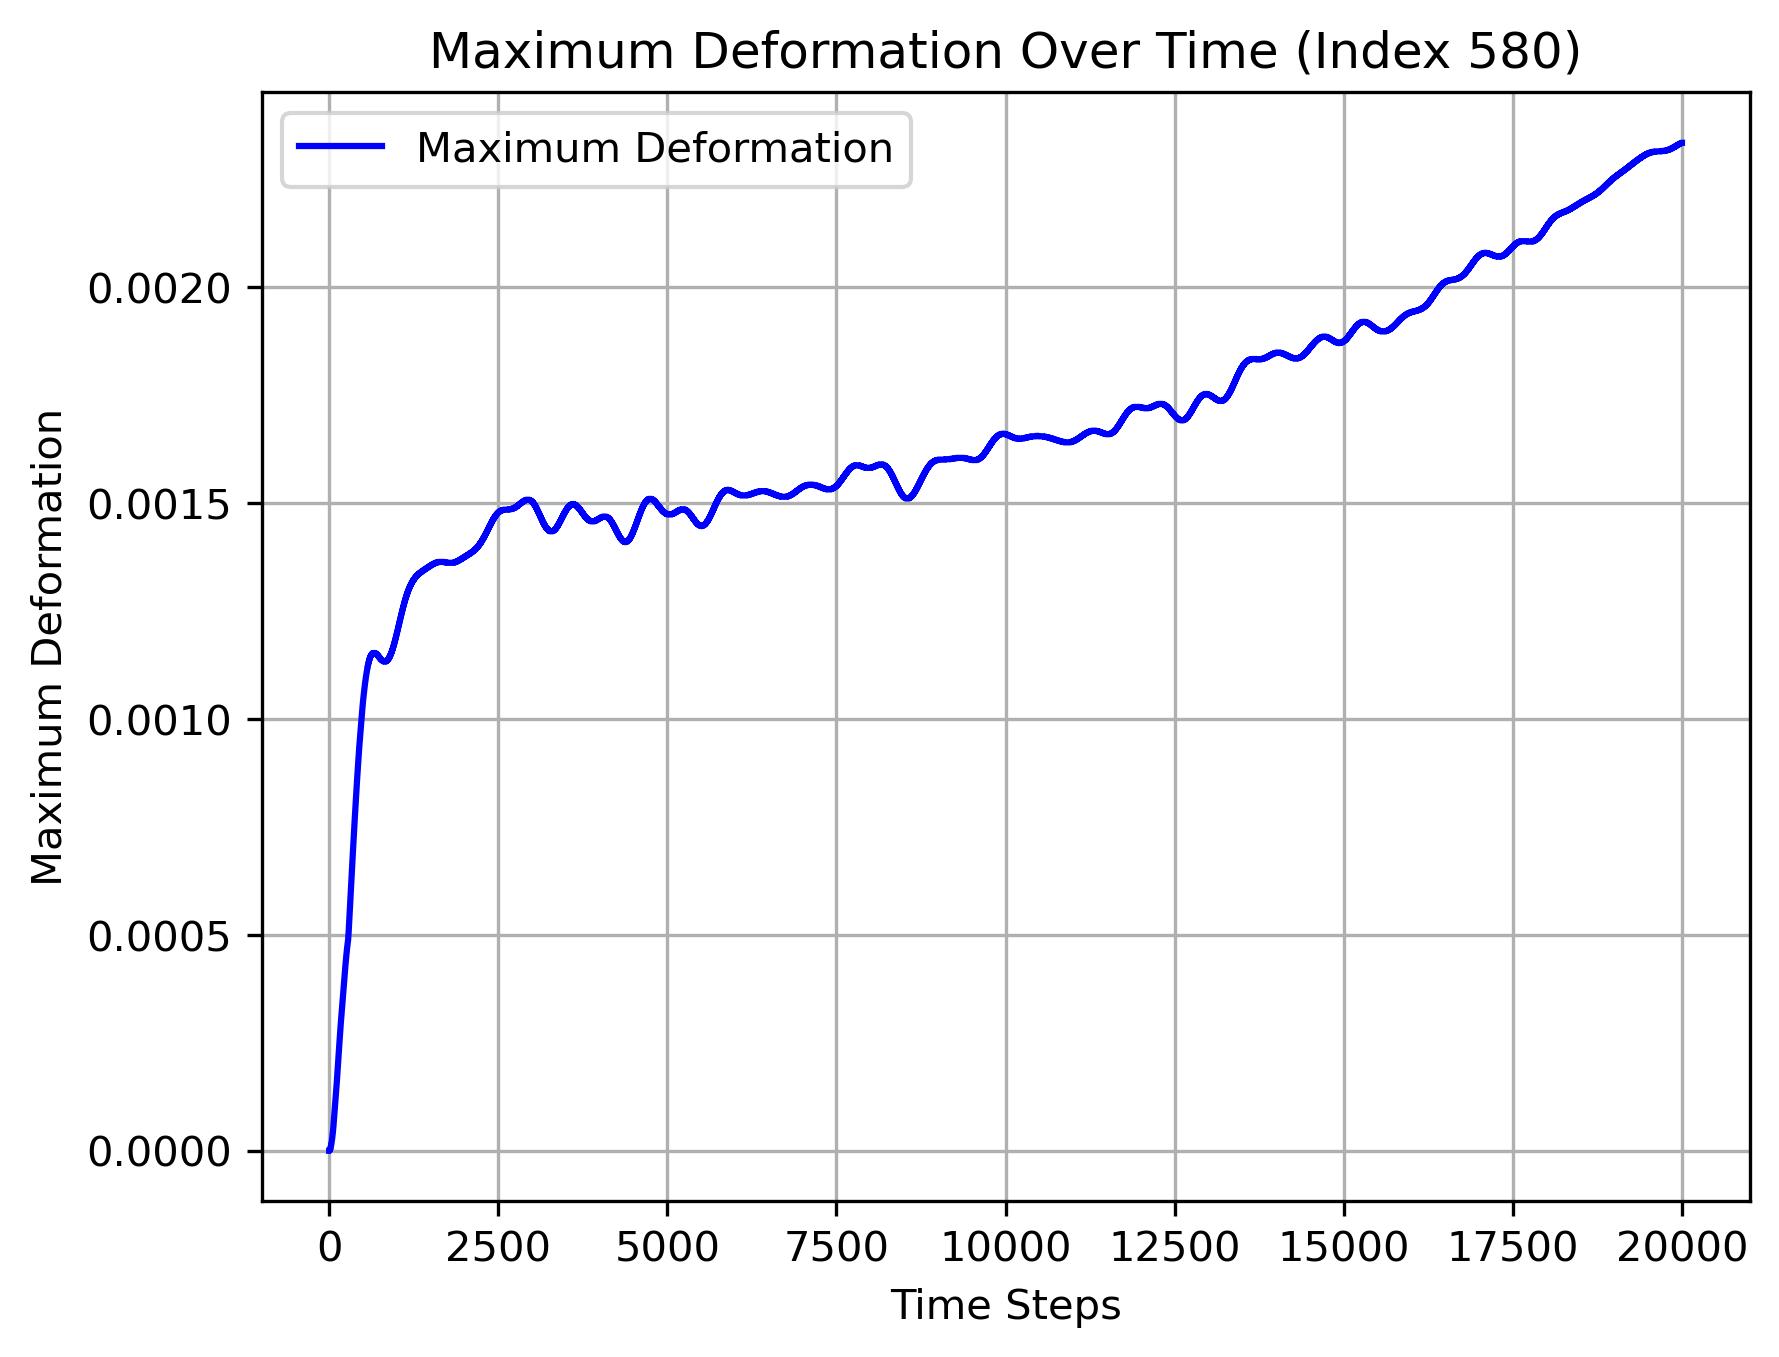 Maximum Deformation Over Time (Index 580)
Maximum Deformation
Maximum Deformation
0.0020
0.0015
0.0010
0.0005
0.0000
0 2500 5000 7500 10000 12500 15000 17500 20000
Time Steps